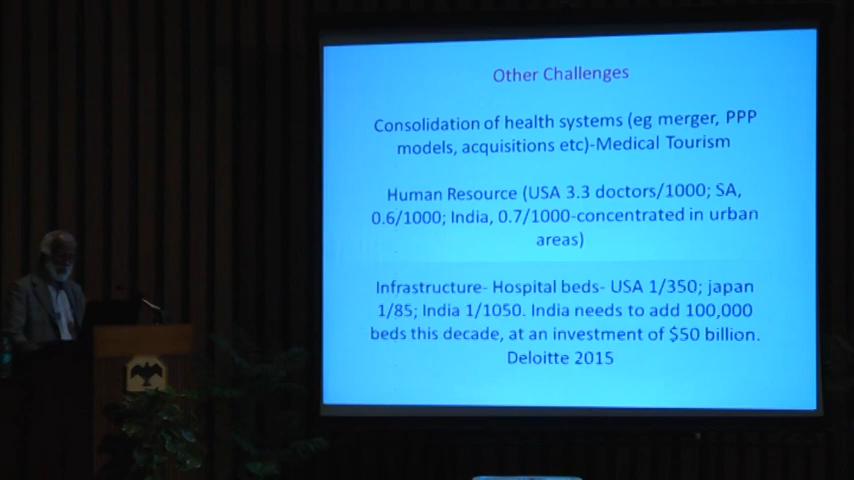 Other Challenges
Consolidation of health systems (eg merger, PPP
models, acquisitions etc)-Medical Tourism
Human Resource (USA 3.3 doctors/1000; SA,
0.6/1000; India, 0.7/1000-concentrated in urban
areas)
Infrastructure- Hospital beds- USA 1/350; japan
1/85; India 1/1050. India needs to add 100,000
beds this decade, at an investment of $50 billion.
Deloitte 2015